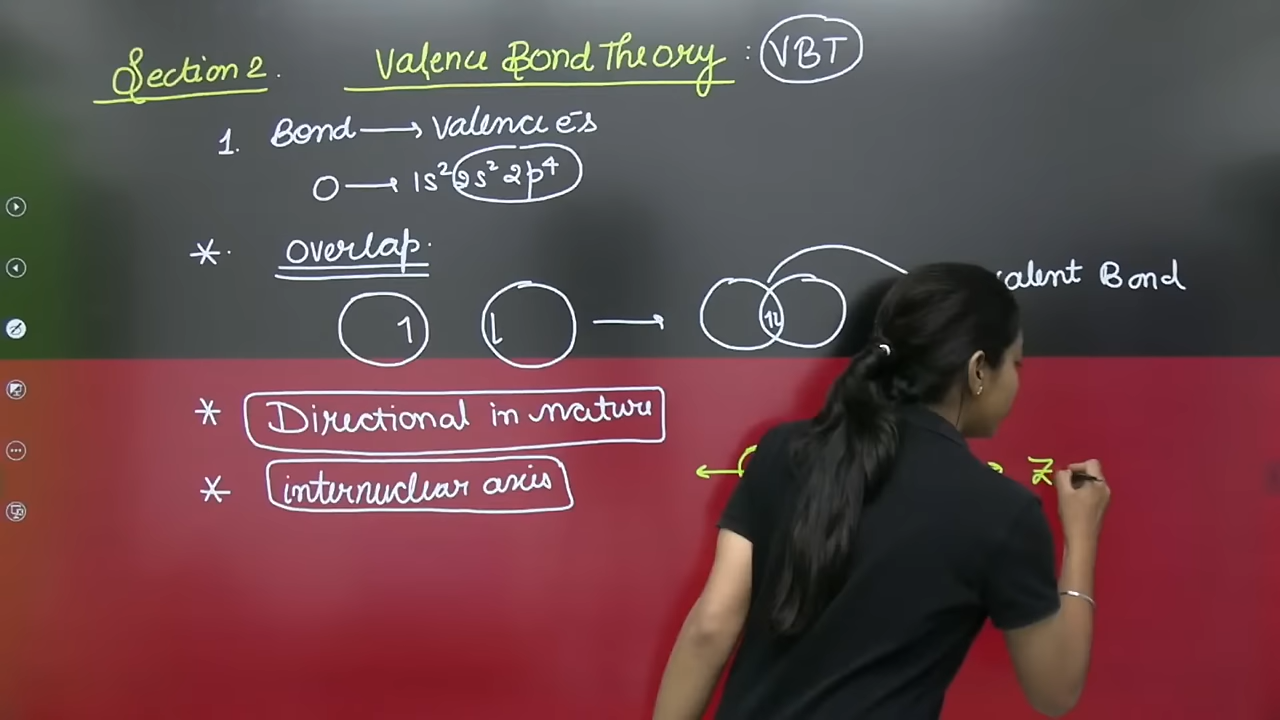 Section 2. Valence Bond Theory : VBT
1. Bond → Valence e⁻s
O → 1s² 2s² 2p⁴
* Overlap.
1 1 → 1L alent Bond
* Directional in nature
* internuclear axis
Z